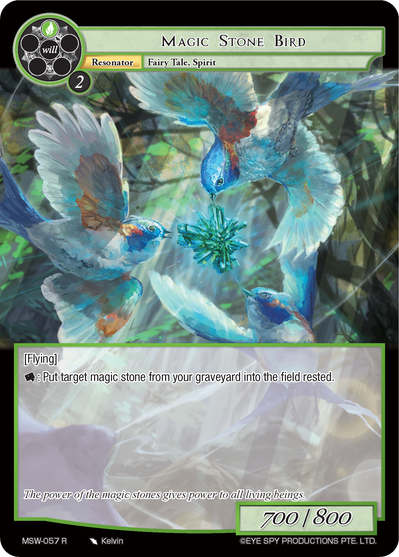 Magic Stone Bird
will
Resonator
Fairy Tale, Spirit
2
[Flying]
: Put target magic stone from your graveyard into the field rested.
The power of the magic stones gives power to all living beings.
700/800
MSW-057 R Kelvin ©EYE SPY PRODUCTIONS PTE. LTD.